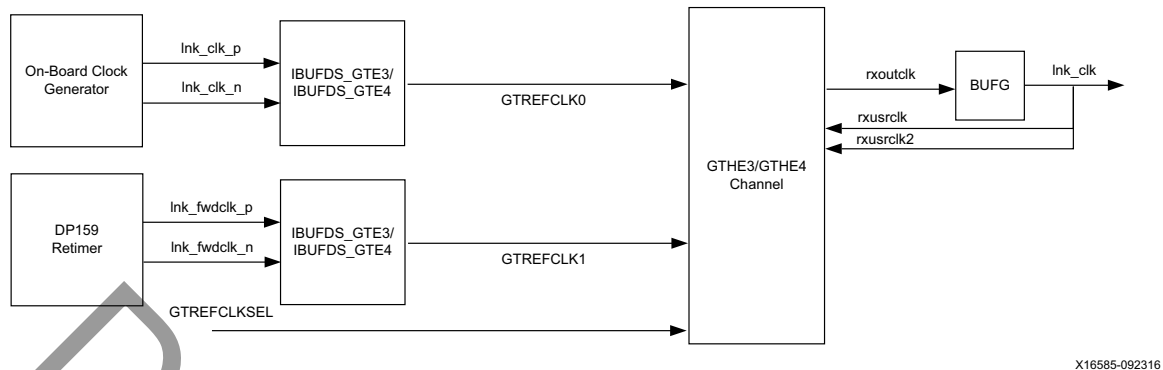 On-Board Clock
Generator
lnk_clk_p
lnk_clk_n
IBUFDS_GTE3/
IBUFDS_GTE4
GTREFCLK0
DP159
Retimer
lnk_fwdclk_p
lnk_fwdclk_n
IBUFDS_GTE3/
IBUFDS_GTE4
GTREFCLK1
GTREFCLKSEL
GTHE3/GTHE4
Channel
rxoutclk
BUFG
lnk_clk
rxusrclk
rxusrclk2
X16585-092316